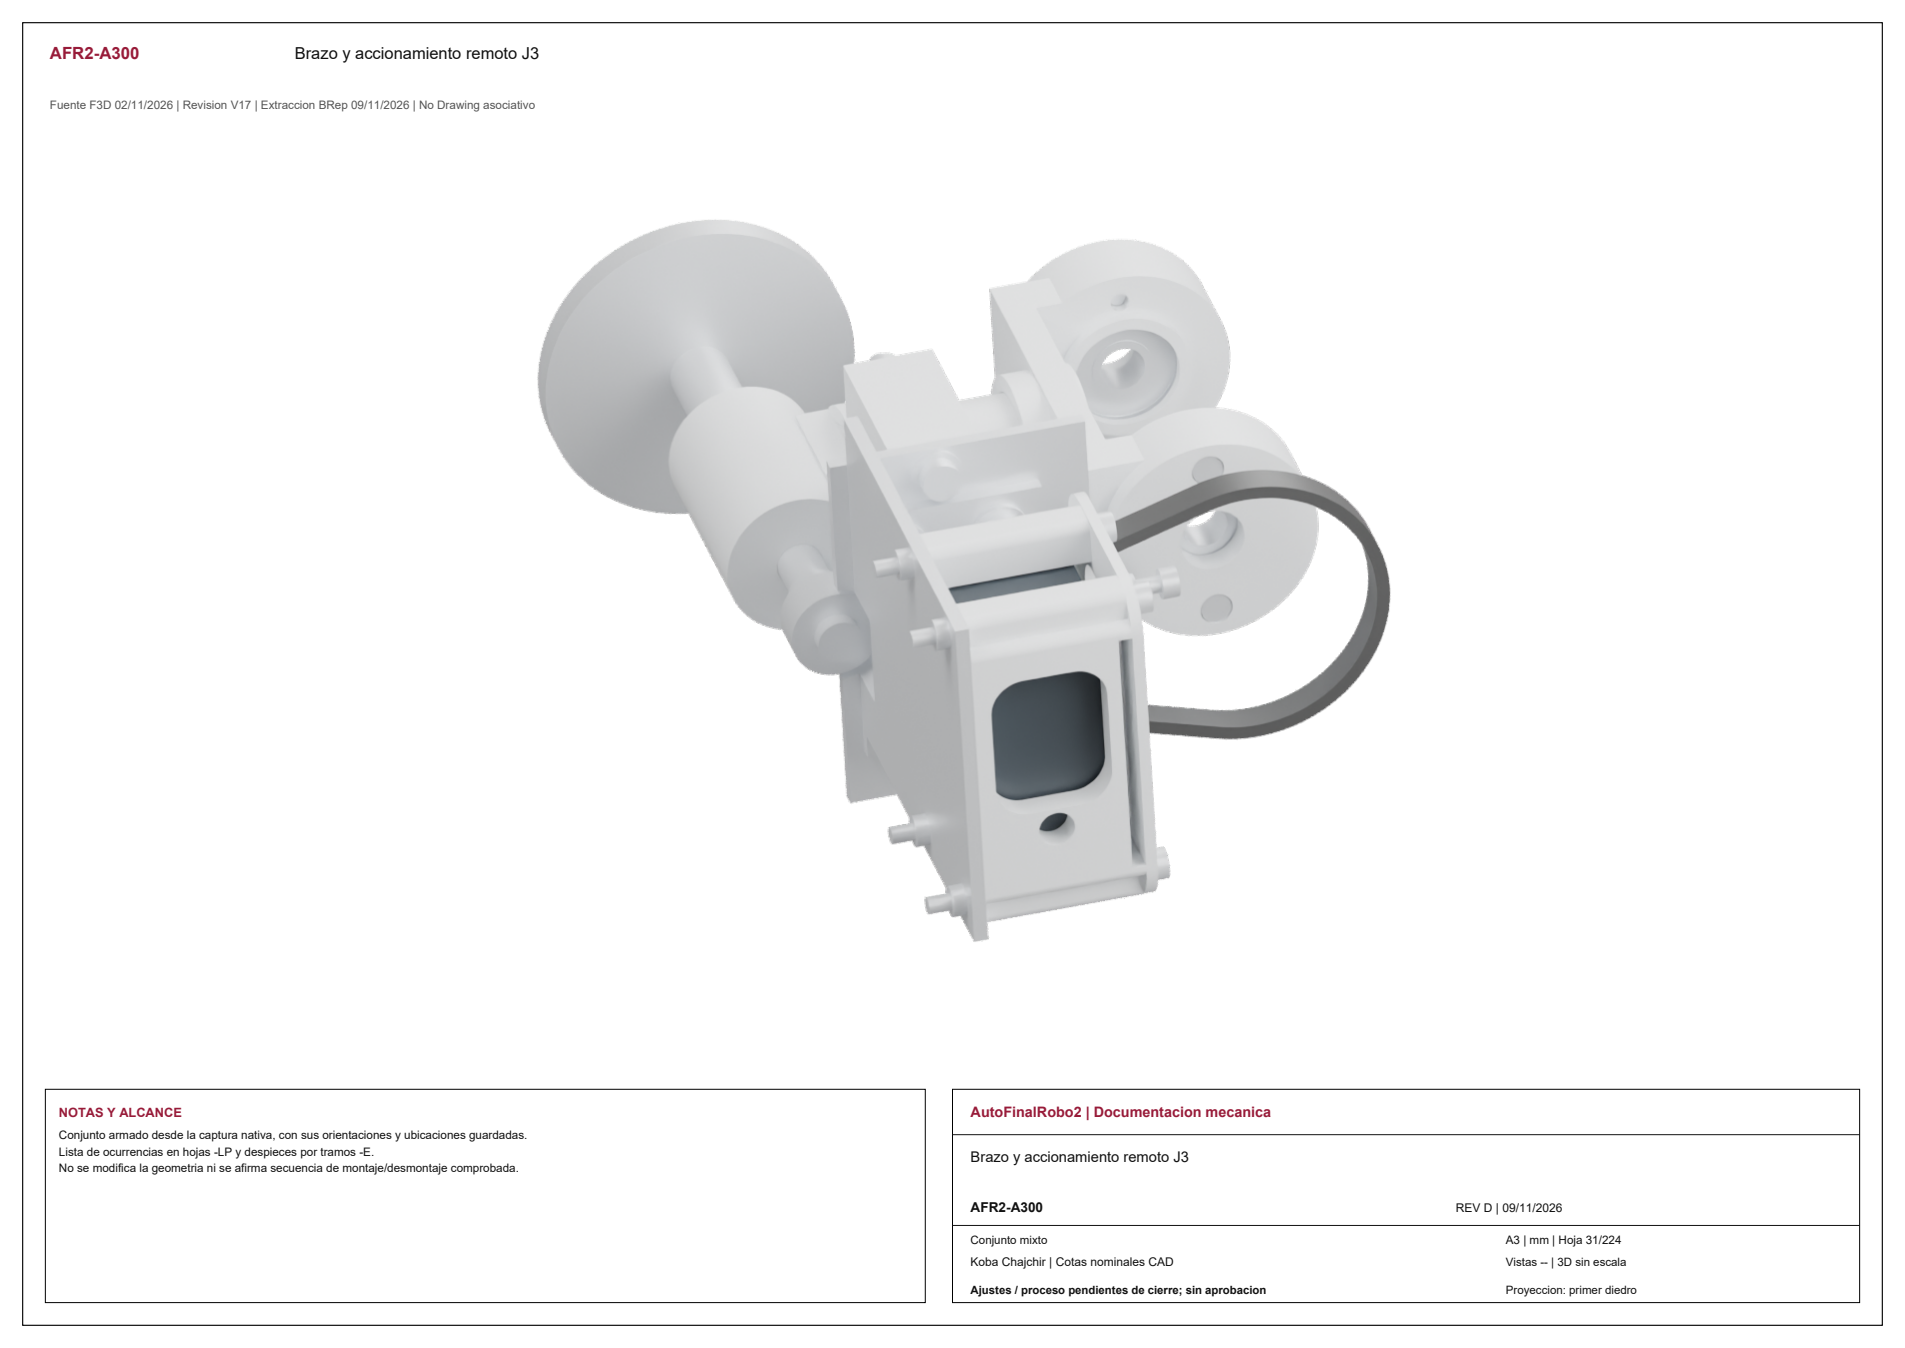 AFR2-A300 Brazo y accionamiento remoto J3
Fuente F3D 02/11/2026 | Revision V17 | Extraccion BRep 09/11/2026 | No Drawing asociativo
NOTAS Y ALCANCE
Conjunto armado desde la captura nativa, con sus orientaciones y ubicaciones guardadas.
Lista de ocurrencias en hojas -LP y despieces por tramos -E.
No se modifica la geometria ni se afirma secuencia de montaje/desmontaje comprobada.
AutoFinalRobo2 | Documentacion mecanica
Brazo y accionamiento remoto J3
AFR2-A300 REV D | 09/11/2026
Conjunto mixto A3 | mm | Hoja 31/224
Koba Chajchir | Cotas nominales CAD Vistas -- | 3D sin escala
Ajustes / proceso pendientes de cierre; sin aprobacion Proyeccion: primer diedro